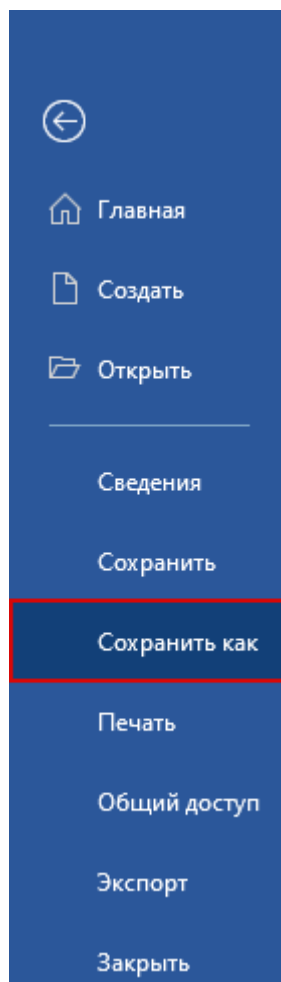 Главная
Создать
Открыть
Сведения
Сохранить
Сохранить как
Печать
Общий доступ
Экспорт
Закрыть